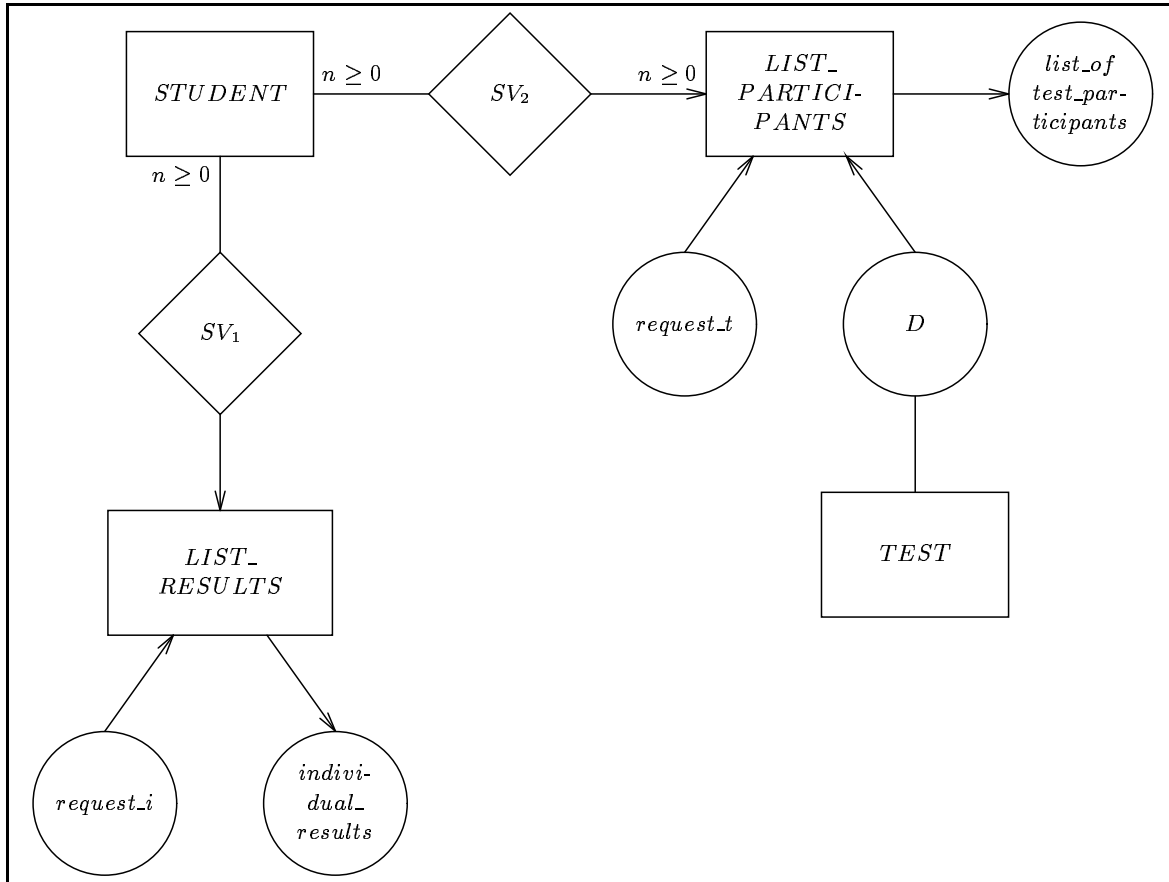 STUDENT
n ≥ 0
SV₂
n ≥ 0
LIST_
PARTICI-
PANTS
list_of
test_par-
ticipants
n ≥ 0
SV₁
request_t
D
LIST_
RESULTS
TEST
request_i
indivi-
dual_
results